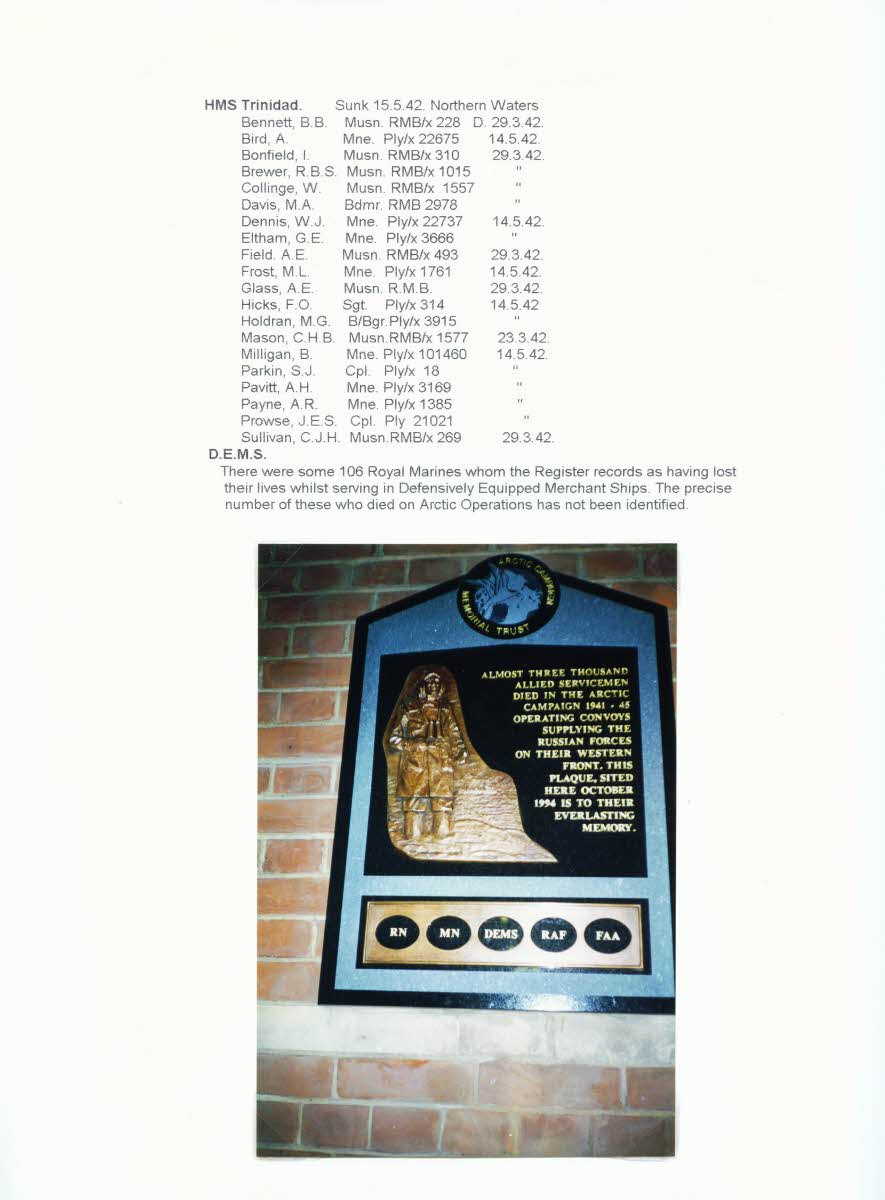 HMS Trinidad. Sunk 15.5.42. Northern Waters
Bennett, B.B. Musn. RMB/x 228 D. 29.3.42.
Bird, A. Mne. Ply/x 22675 14.5.42.
Bonfield, I. Musn. RMB/x 310 29.3.42.
Brewer, R.B.S. Musn. RMB/x 1015 "
Collinge, W. Musn. RMB/x 1557 "
Davis, M.A. Bdmr. RMB 2978 "
Dennis, W.J. Mne. Ply/x 22737 14.5.42.
Eltham, G.E. Mne. Ply/x 3666 "
Field. A.E. Musn. RMB/x 493 29.3.42.
Frost, M.L. Mne. Ply/x 1761 14.5.42.
Glass, A.E. Musn. R.M.B. 29.3.42.
Hicks, F.O. Sgt. Ply/x 314 14.5.42
Holdran, M.G. B/Bgr.Ply/x 3915 "
Mason, C.H.B. Musn.RMB/x 1577 23.3.42.
Milligan, B. Mne. Ply/x 101460 14.5.42.
Parkin, S.J. Cpl. Ply/x 18 "
Pavitt, A.H. Mne. Ply/x 3169 "
Payne, A.R. Mne. Ply/x 1385 "
Prowse, J.E.S. Cpl. Ply 21021 "
Sullivan, C.J.H. Musn.RMB/x 269 29.3.42.
D.E.M.S.
There were some 106 Royal Marines whom the Register records as having lost
their lives whilst serving in Defensively Equipped Merchant Ships. The precise
number of these who died on Arctic Operations has not been identified.
ARCTIC CAMPAIGN
MEMORIAL TRUST
ALMOST THREE THOUSAND
ALLIED SERVICEMEN
DIED IN THE ARCTIC
CAMPAIGN 1941 - 45
OPERATING CONVOYS
SUPPLYING THE
RUSSIAN FORCES
ON THEIR WESTERN
FRONT. THIS
PLAQUE, SITED
HERE OCTOBER
1994 IS TO THEIR
EVERLASTING
MEMORY.
RN MN DEMS RAF FAA